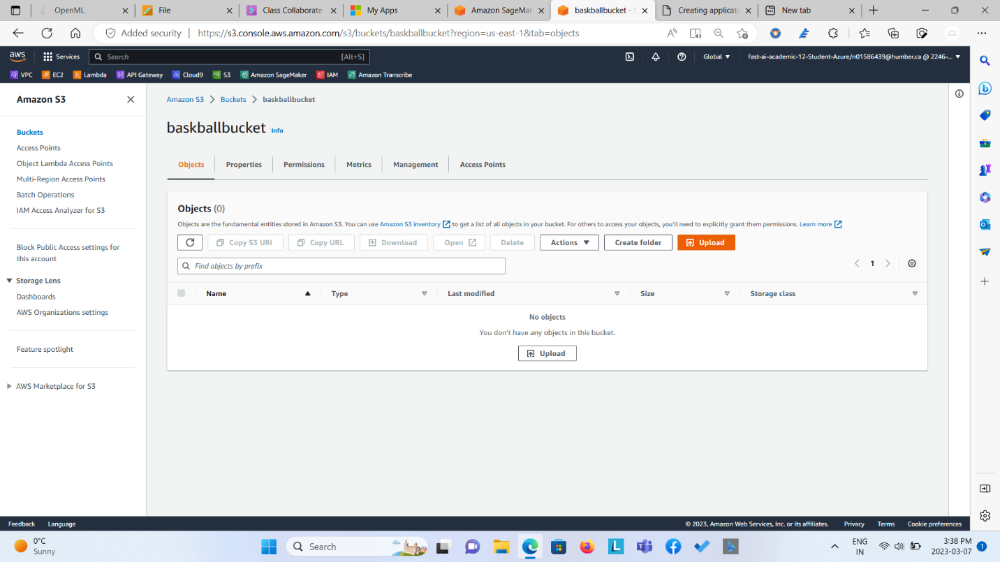 OpenML
File
Class Collaborate
My Apps
Amazon SageMak
baskballbucket - S
Creating applicati
New tab
Added security
https://s3.console.aws.amazon.com/s3/buckets/baskballbucket?region=us-east-1&tab=objects
aws
Services
Search
[Alt+S]
Global
fast-ai-academic-12-Student-Azure/n01586439@humber.ca @ 2246-...
VPC
EC2
Lambda
API Gateway
Cloud9
S3
Amazon SageMaker
IAM
Amazon Transcribe
Amazon S3
Buckets
Access Points
Object Lambda Access Points
Multi-Region Access Points
Batch Operations
IAM Access Analyzer for S3
Block Public Access settings for
this account
Storage Lens
Dashboards
AWS Organizations settings
Feature spotlight
AWS Marketplace for S3
Amazon S3
Buckets
baskballbucket
baskballbucket Info
Objects
Properties
Permissions
Metrics
Management
Access Points
Objects (0)
Objects are the fundamental entities stored in Amazon S3. You can use Amazon S3 inventory to get a list of all objects in your bucket. For others to access your objects, you'll need to explicitly grant them permissions. Learn more
Copy S3 URI
Copy URL
Download
Open
Delete
Actions
Create folder
Upload
Find objects by prefix
1
Name
Type
Last modified
Size
Storage class
No objects
You don't have any objects in this bucket.
Upload
Feedback
Language
© 2023, Amazon Web Services, Inc. or its affiliates.
Privacy
Terms
Cookie preferences
0°C
Sunny
Search
ENG
IN
3:38 PM
2023-03-07
1